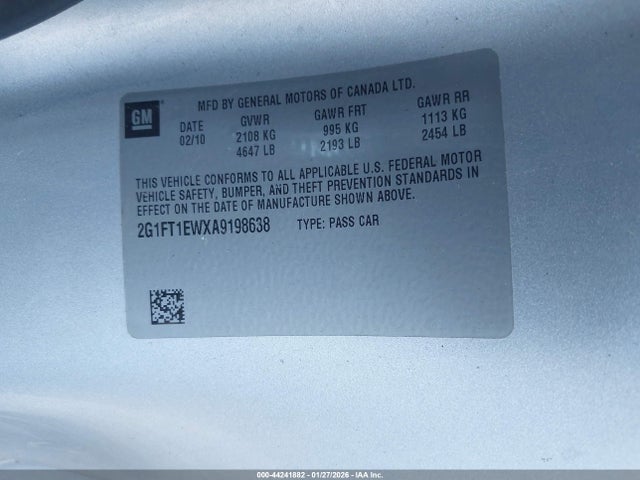 MFD BY GENERAL MOTORS OF CANADA LTD.
GM
DATE GVWR GAWR FRT GAWR RR
02/10 2108 KG 995 KG 1113 KG
4647 LB 2193 LB 2454 LB
THIS VEHICLE CONFORMS TO ALL APPLICABLE U.S. FEDERAL MOTOR
VEHICLE SAFETY, BUMPER, AND THEFT PREVENTION STANDARDS IN
EFFECT ON THE DATE OF MANUFACTURE SHOWN ABOVE.
2G1FT1EWXA9198638 TYPE: PASS CAR
000-44241882 - 01/27/2026 - IAA Inc.